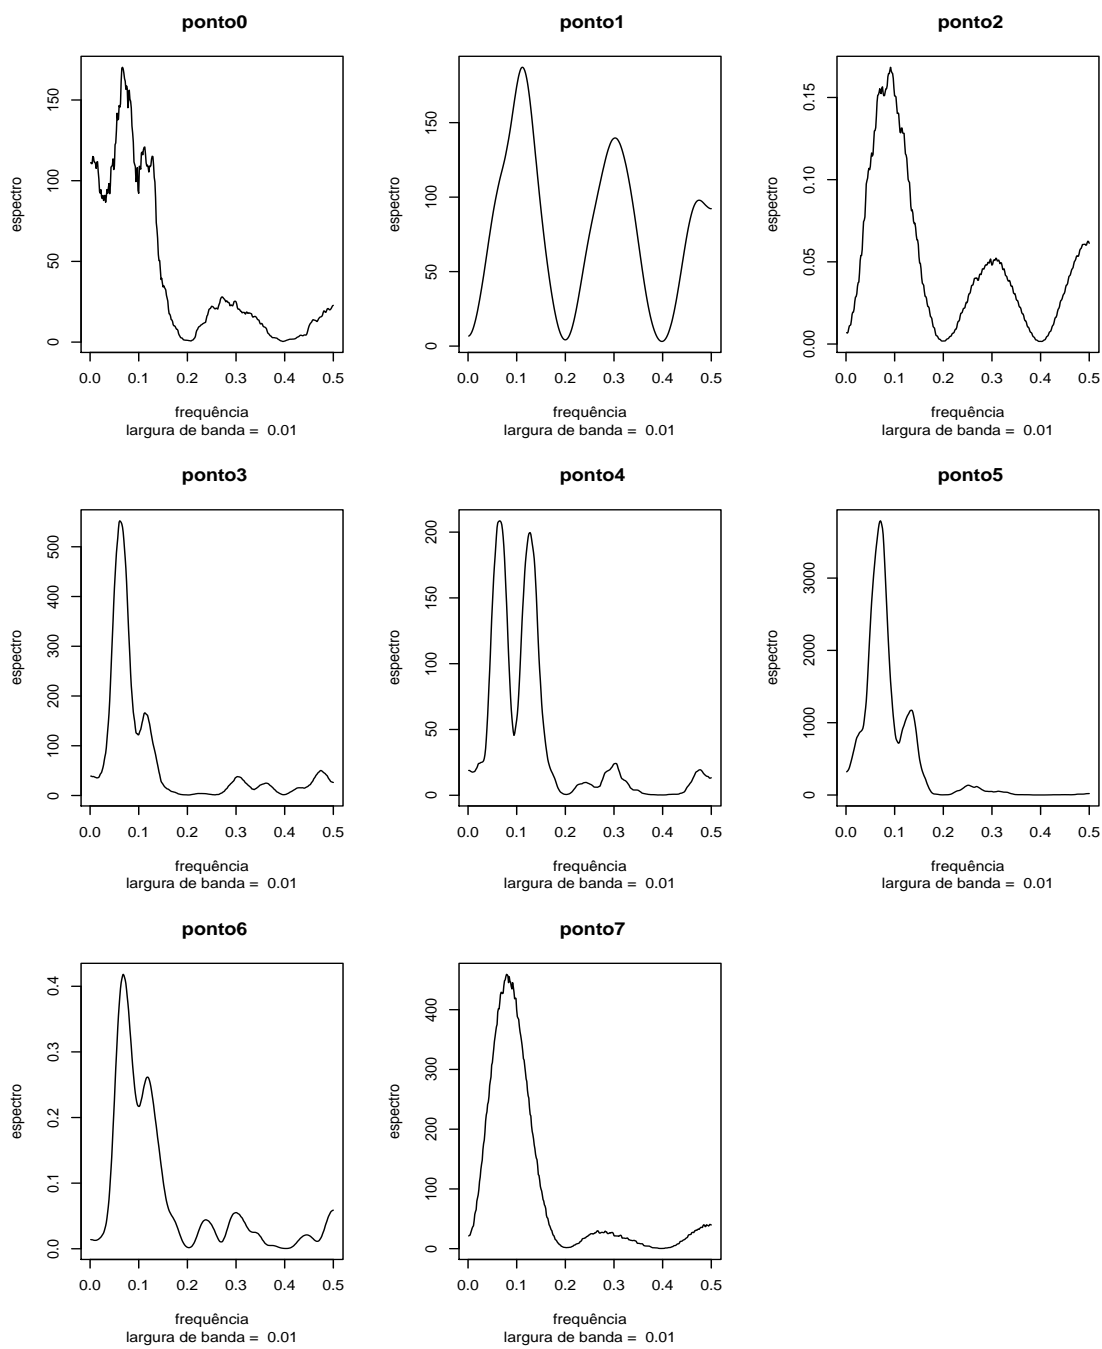 ponto0
espectro
0 50 100 150
0.0 0.1 0.2 0.3 0.4 0.5
frequência
largura de banda = 0.01
ponto1
espectro
0 50 100 150
0.0 0.1 0.2 0.3 0.4 0.5
frequência
largura de banda = 0.01
ponto2
espectro
0.00 0.05 0.10 0.15
0.0 0.1 0.2 0.3 0.4 0.5
frequência
largura de banda = 0.01
ponto3
espectro
0 100 200 300 400 500
0.0 0.1 0.2 0.3 0.4 0.5
frequência
largura de banda = 0.01
ponto4
espectro
0 50 100 150 200
0.0 0.1 0.2 0.3 0.4 0.5
frequência
largura de banda = 0.01
ponto5
espectro
0 1000 2000 3000
0.0 0.1 0.2 0.3 0.4 0.5
frequência
largura de banda = 0.01
ponto6
espectro
0.0 0.1 0.2 0.3 0.4
0.0 0.1 0.2 0.3 0.4 0.5
frequência
largura de banda = 0.01
ponto7
espectro
0 100 200 300 400
0.0 0.1 0.2 0.3 0.4 0.5
frequência
largura de banda = 0.01